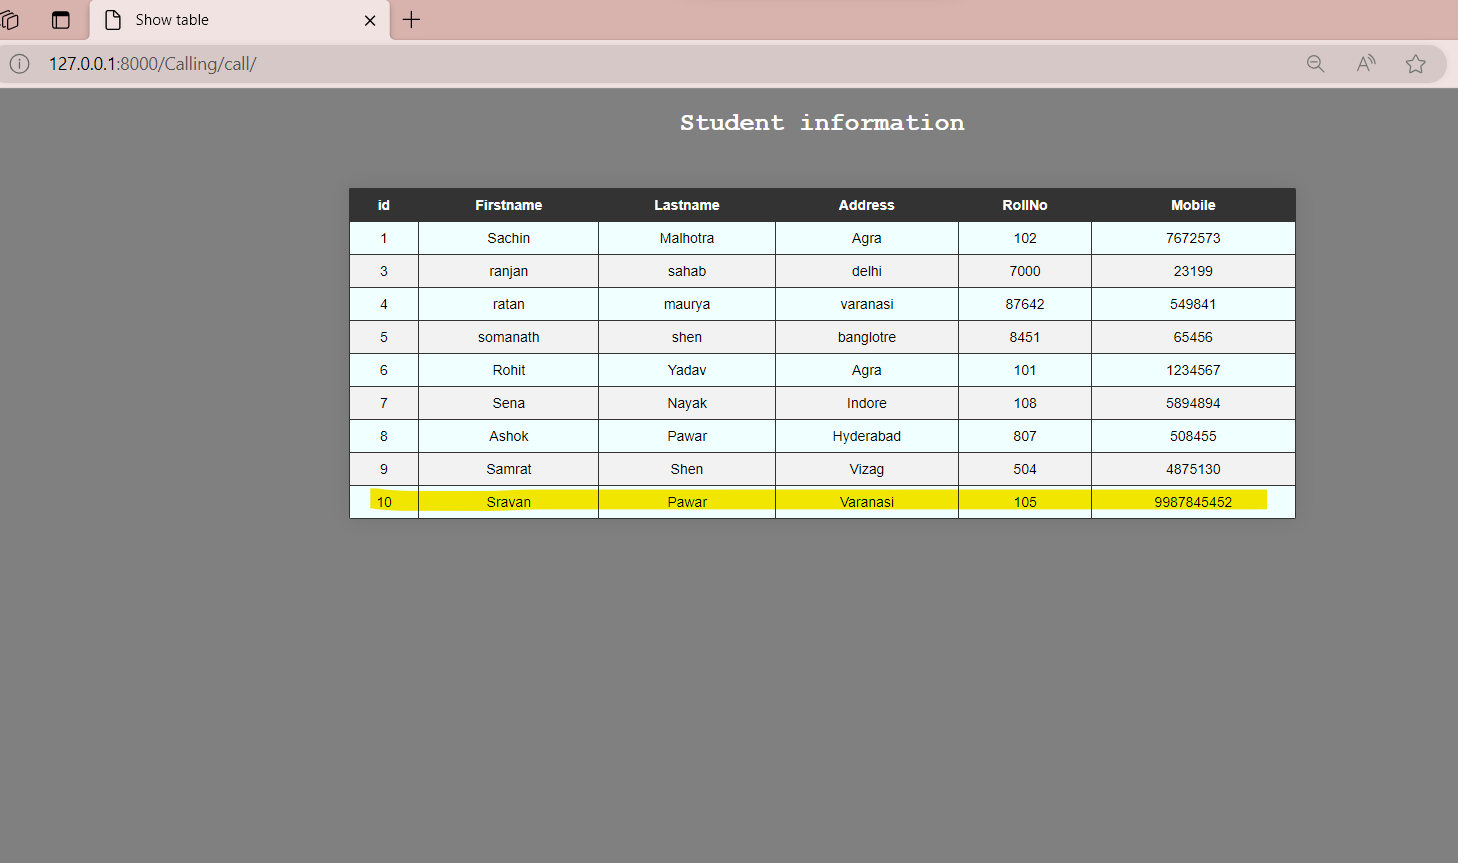 Show table
127.0.0.1:8000/Calling/call/
Student information
id Firstname Lastname Address RollNo Mobile
1 Sachin Malhotra Agra 102 7672573
3 ranjan sahab delhi 7000 23199
4 ratan maurya varanasi 87642 549841
5 somanath shen banglotre 8451 65456
6 Rohit Yadav Agra 101 1234567
7 Sena Nayak Indore 108 5894894
8 Ashok Pawar Hyderabad 807 508455
9 Samrat Shen Vizag 504 4875130
10 Sravan Pawar Varanasi 105 9987845452